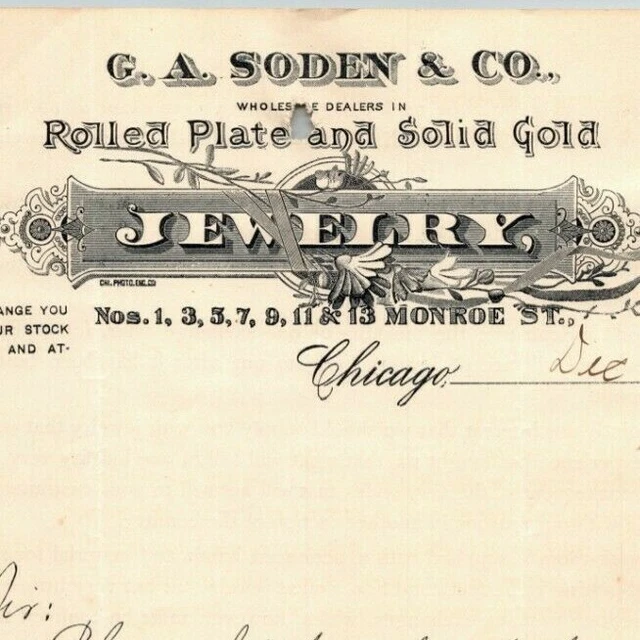 G. A. SODEN & CO.,
WHOLESALE DEALERS IN
Rolled Plate and Solid Gold
JEWELRY,
CHI. PHOTO. ENG. CO
ANGE YOU
UR STOCK
AND AT-
Nos. 1, 3, 5, 7, 9, 11 & 13 MONROE ST.,
Chicago, Dec
Sir: